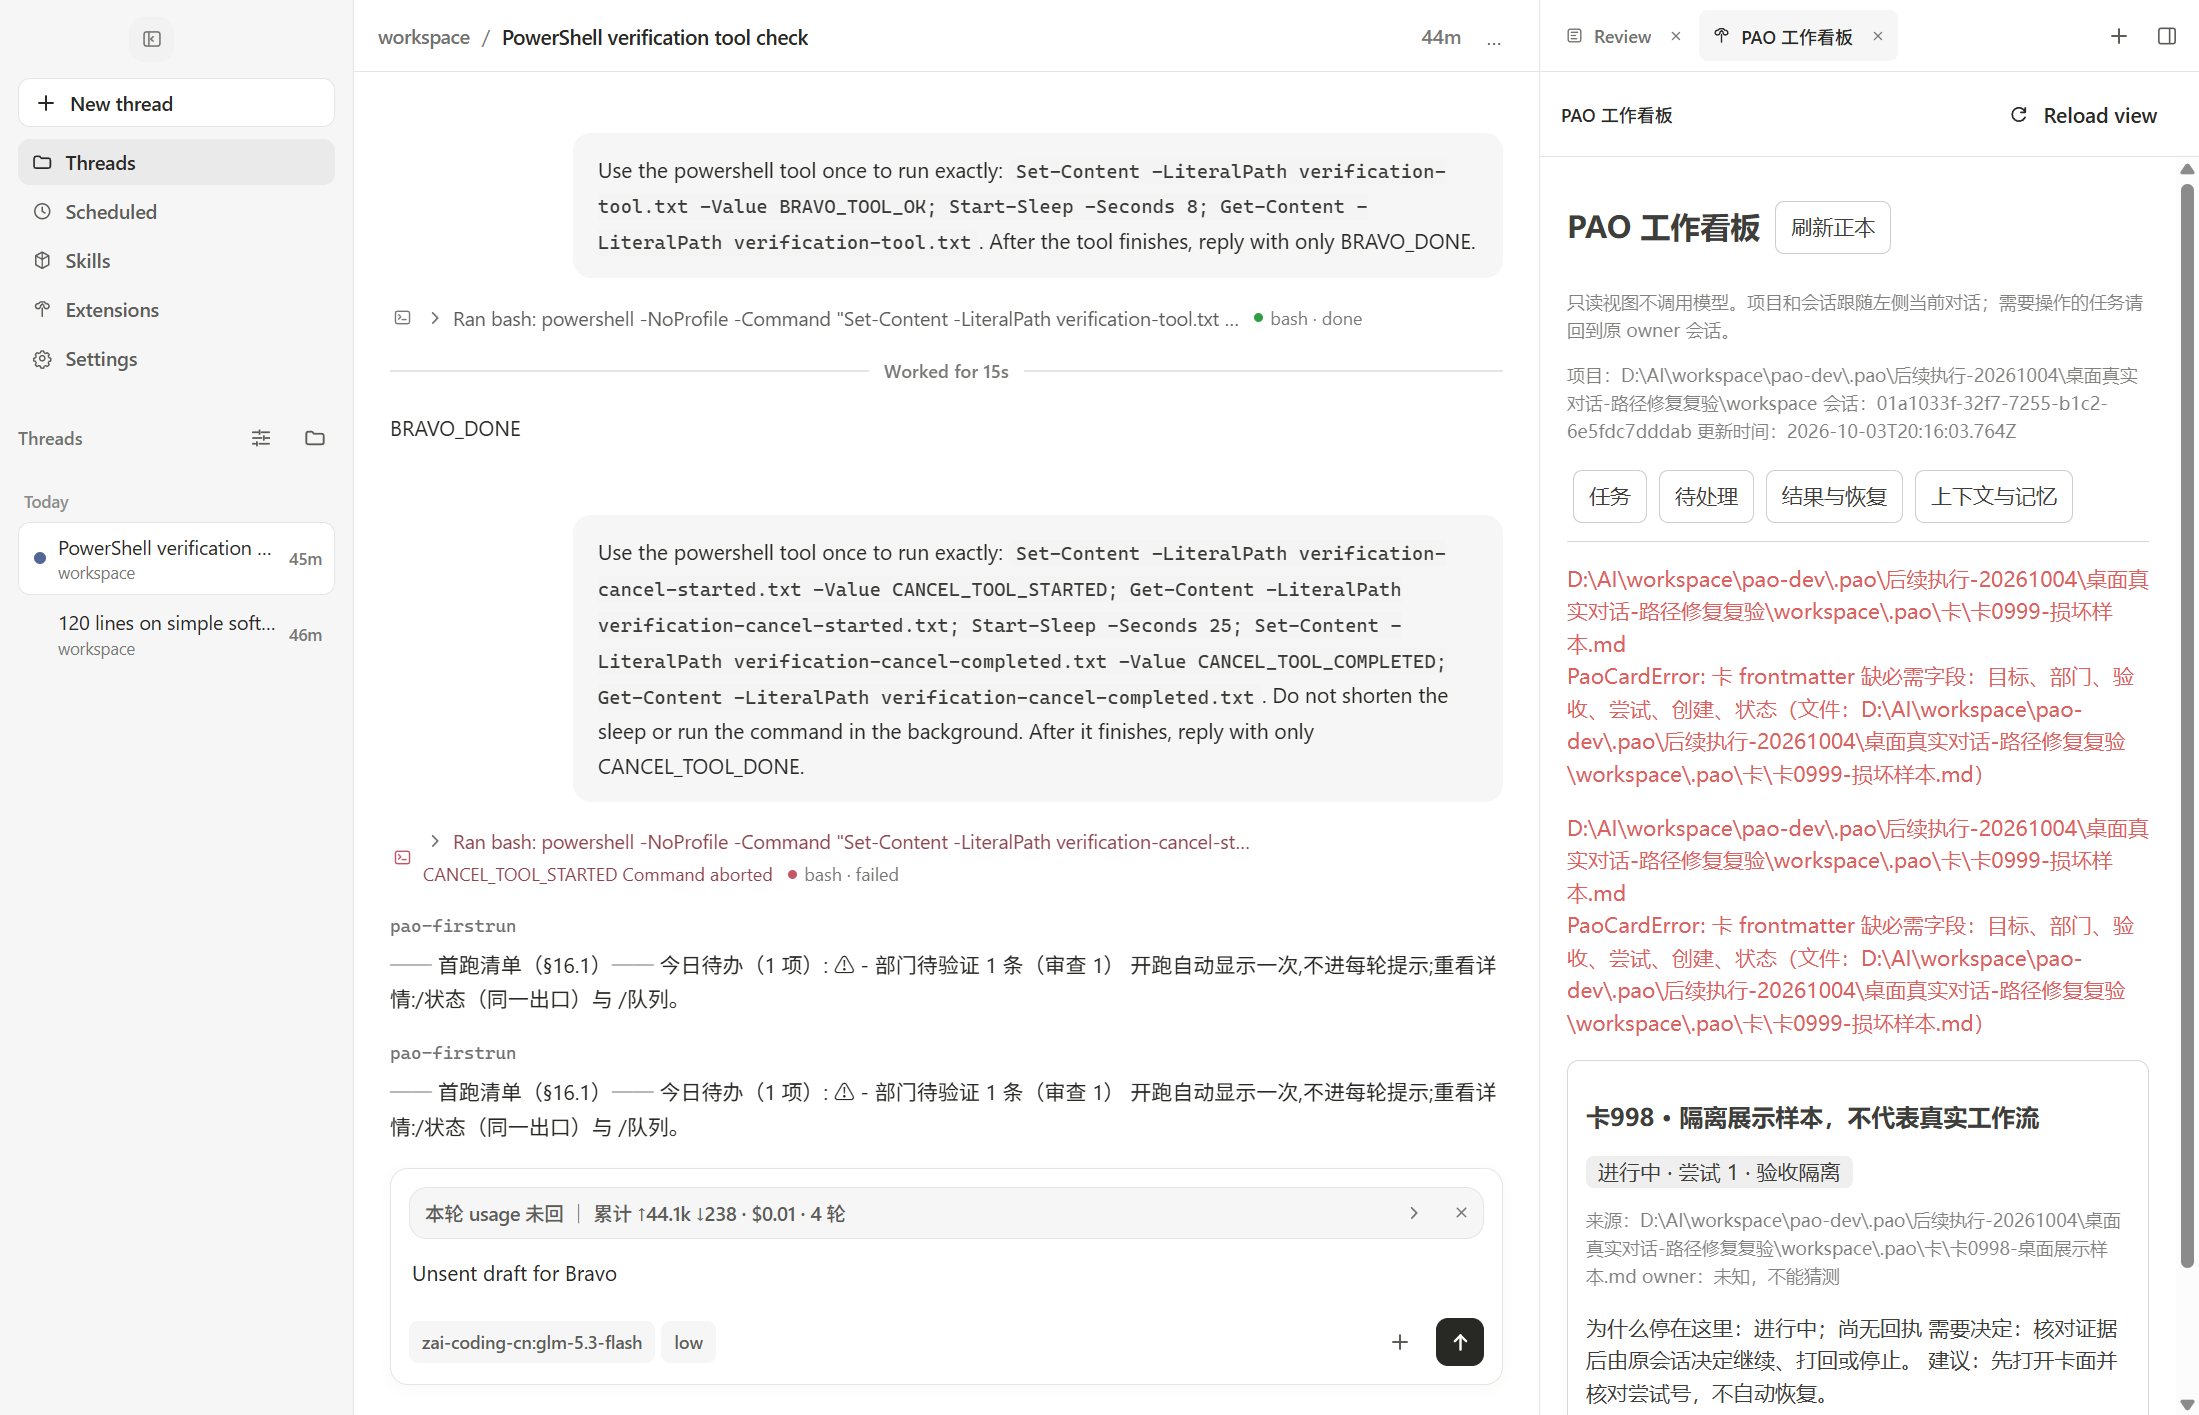 New thread
Threads
Scheduled
Skills
Extensions
Settings
Threads
Today
PowerShell verification ...
workspace
45m
120 lines on simple soft...
workspace
46m
workspace / PowerShell verification tool check
44m
...
Use the powershell tool once to run exactly: Set-Content -LiteralPath verification-
tool.txt -Value BRAVO_TOOL_OK; Start-Sleep -Seconds 8; Get-Content -
LiteralPath verification-tool.txt . After the tool finishes, reply with only BRAVO_DONE.
Ran bash: powershell -NoProfile -Command "Set-Content -LiteralPath verification-tool.txt ... bash · done
Worked for 15s
BRAVO_DONE
Use the powershell tool once to run exactly: Set-Content -LiteralPath verification-
cancel-started.txt -Value CANCEL_TOOL_STARTED; Get-Content -LiteralPath
verification-cancel-started.txt; Start-Sleep -Seconds 25; Set-Content -
LiteralPath verification-cancel-completed.txt -Value CANCEL_TOOL_COMPLETED;
Get-Content -LiteralPath verification-cancel-completed.txt . Do not shorten the
sleep or run the command in the background. After it finishes, reply with only
CANCEL_TOOL_DONE.
Ran bash: powershell -NoProfile -Command "Set-Content -LiteralPath verification-cancel-st...
CANCEL_TOOL_STARTED Command aborted bash · failed
pao-firstrun
—— 首跑清单（§16.1）—— 今日待办（1 项）: ⚠ - 部门待验证 1 条（审查 1） 开跑自动显示一次,不进每轮提示;重看详
情:/状态（同一出口）与 /队列。
pao-firstrun
—— 首跑清单（§16.1）—— 今日待办（1 项）: ⚠ - 部门待验证 1 条（审查 1） 开跑自动显示一次,不进每轮提示;重看详
情:/状态（同一出口）与 /队列。
本轮 usage 未回 ｜ 累计 ↑44.1k ↓238 · $0.01 · 4 轮
Unsent draft for Bravo
zai-coding-cn:glm-5.3-flash
low
Review
PAO 工作看板
PAO 工作看板
Reload view
PAO 工作看板
刷新正本
只读视图不调用模型。项目和会话跟随左侧当前对话；需要操作的任务请
回到原 owner 会话。
项目：D:\AI\workspace\pao-dev\.pao\后续执行-20261004\桌面真实
对话-路径修复复验\workspace 会话：01a1033f-32f7-7255-b1c2-
6e5fdc7dddab 更新时间：2026-10-03T20:16:03.764Z
任务
待处理
结果与恢复
上下文与记忆
D:\AI\workspace\pao-dev\.pao\后续执行-20261004\桌面真
实对话-路径修复复验\workspace\.pao\卡\卡0999-损坏样
本.md
PaoCardError: 卡 frontmatter 缺必需字段：目标、部门、验
收、尝试、创建、状态（文件：D:\AI\workspace\pao-
dev\.pao\后续执行-20261004\桌面真实对话-路径修复复验
\workspace\.pao\卡\卡0999-损坏样本.md）
D:\AI\workspace\pao-dev\.pao\后续执行-20261004\桌面真
实对话-路径修复复验\workspace\.pao\卡\卡0999-损坏样
本.md
PaoCardError: 卡 frontmatter 缺必需字段：目标、部门、验
收、尝试、创建、状态（文件：D:\AI\workspace\pao-
dev\.pao\后续执行-20261004\桌面真实对话-路径修复复验
\workspace\.pao\卡\卡0999-损坏样本.md）
卡998 · 隔离展示样本，不代表真实工作流
进行中 · 尝试 1 · 验收隔离
来源：D:\AI\workspace\pao-dev\.pao\后续执行-20261004\桌面
真实对话-路径修复复验\workspace\.pao\卡\卡0998-桌面展示样
本.md owner：未知，不能猜测
为什么停在这里：进行中；尚无回执 需要决定：核对证据
后由原会话决定继续、打回或停止。 建议：先打开卡面并
核对尝试号，不自动恢复。